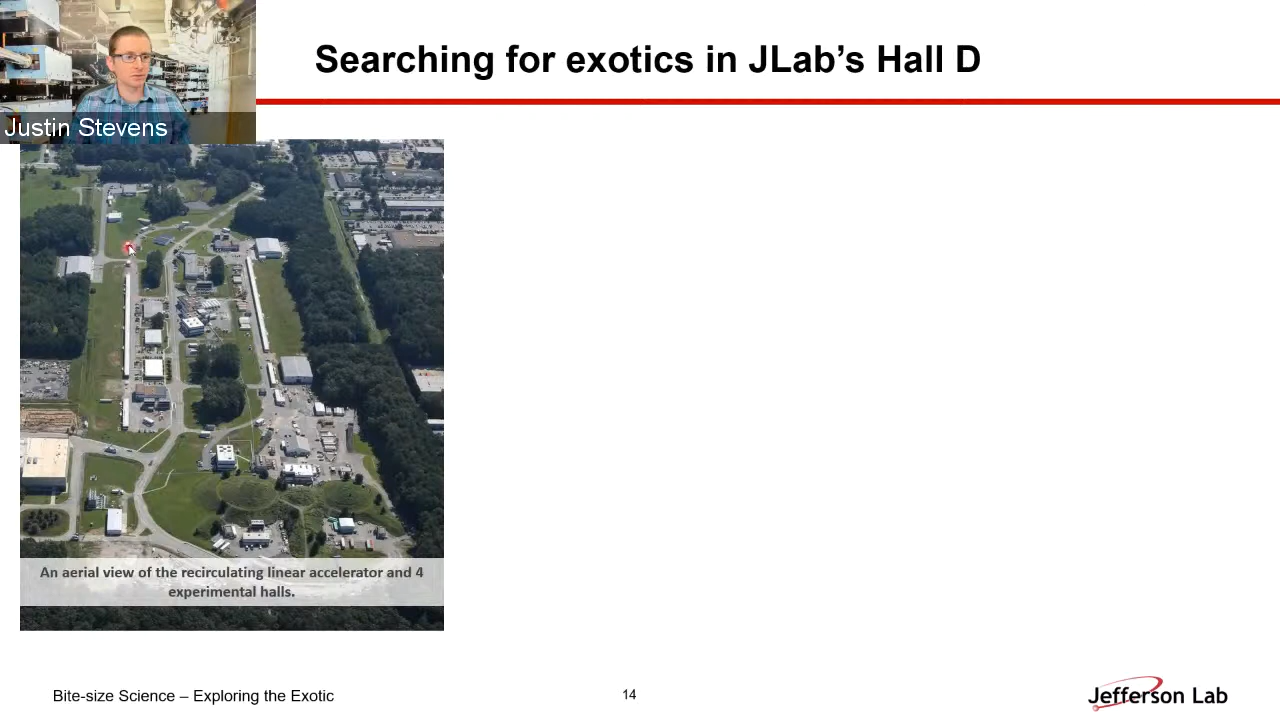 Searching for exotics in JLab’s Hall D
Justin Stevens
An aerial view of the recirculating linear accelerator and 4
experimental halls.
Bite-size Science – Exploring the Exotic
14
Jefferson Lab